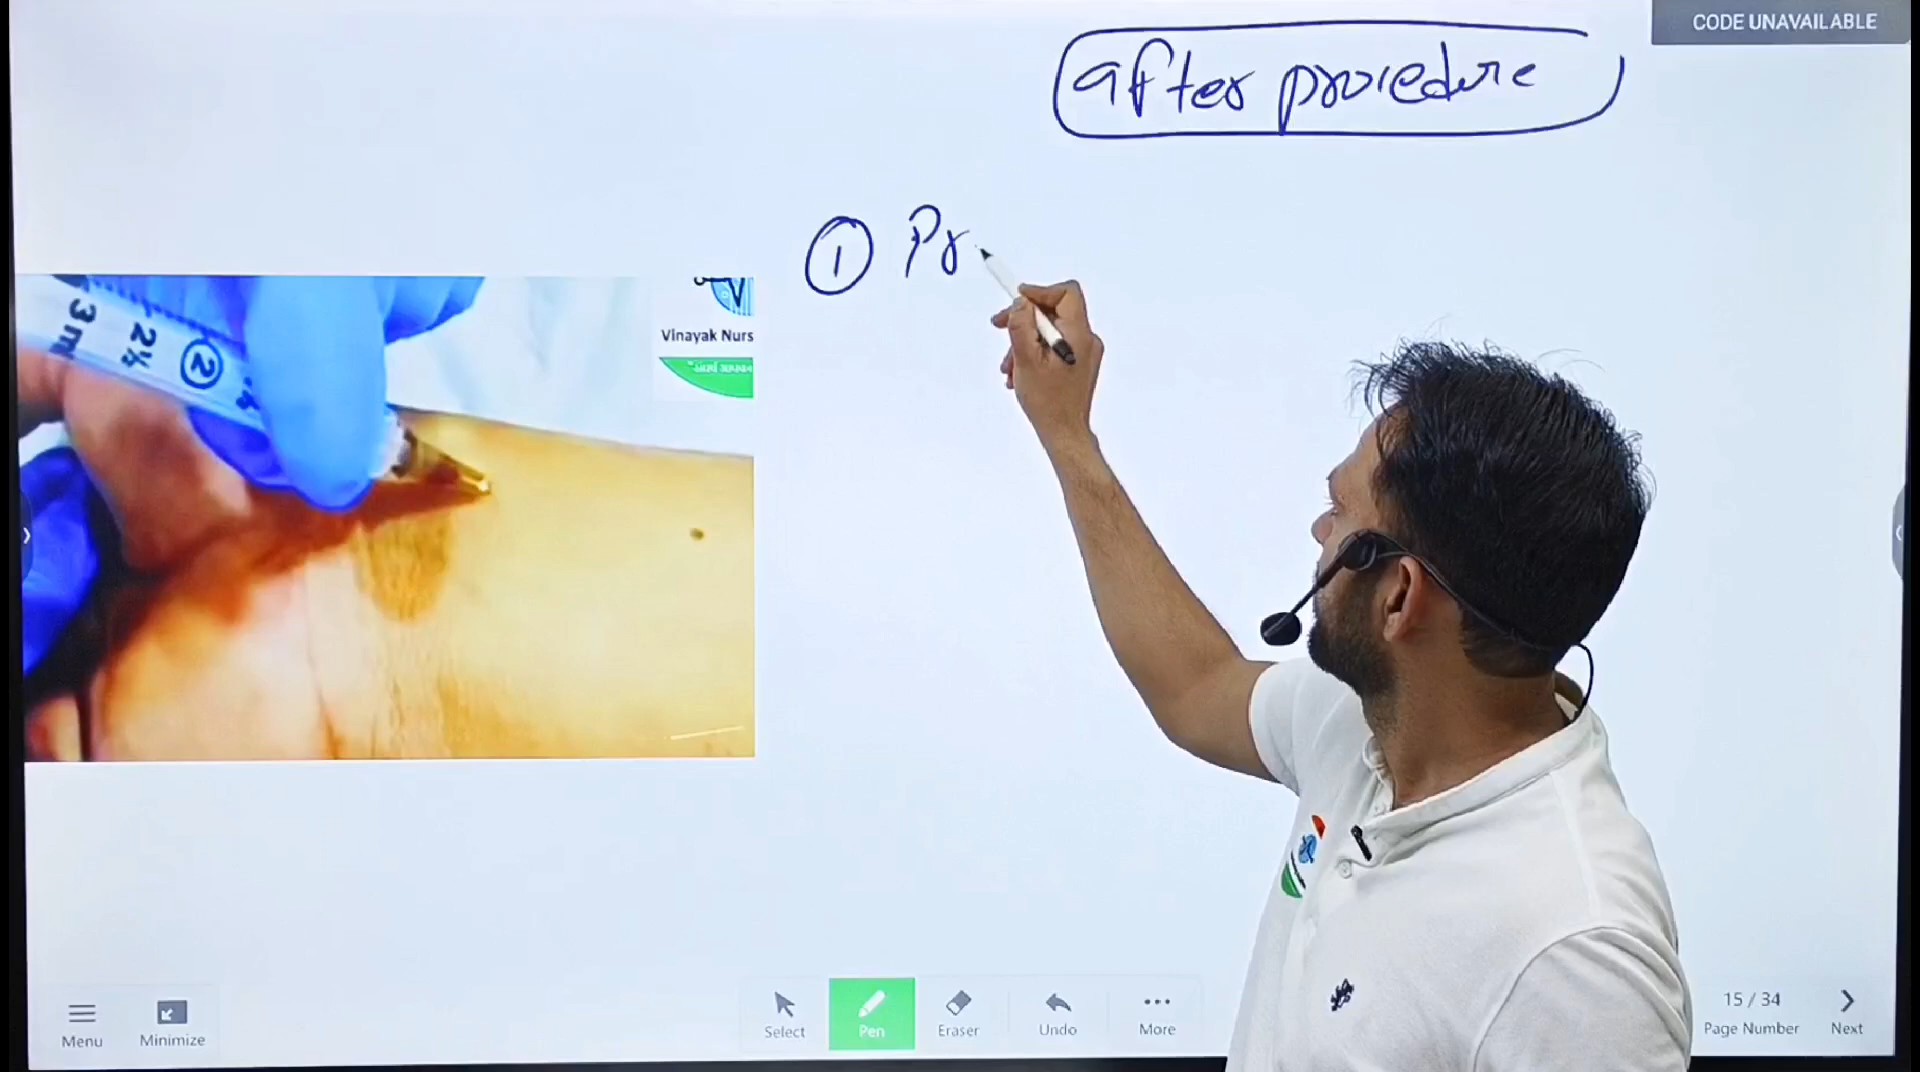 CODE UNAVAILABLE
after procedure
① Pr
Vinayak Nurs
3m
2½
②
Menu
Minimize
Select
Pen
Eraser
Undo
More
15 / 34
Page Number
Next